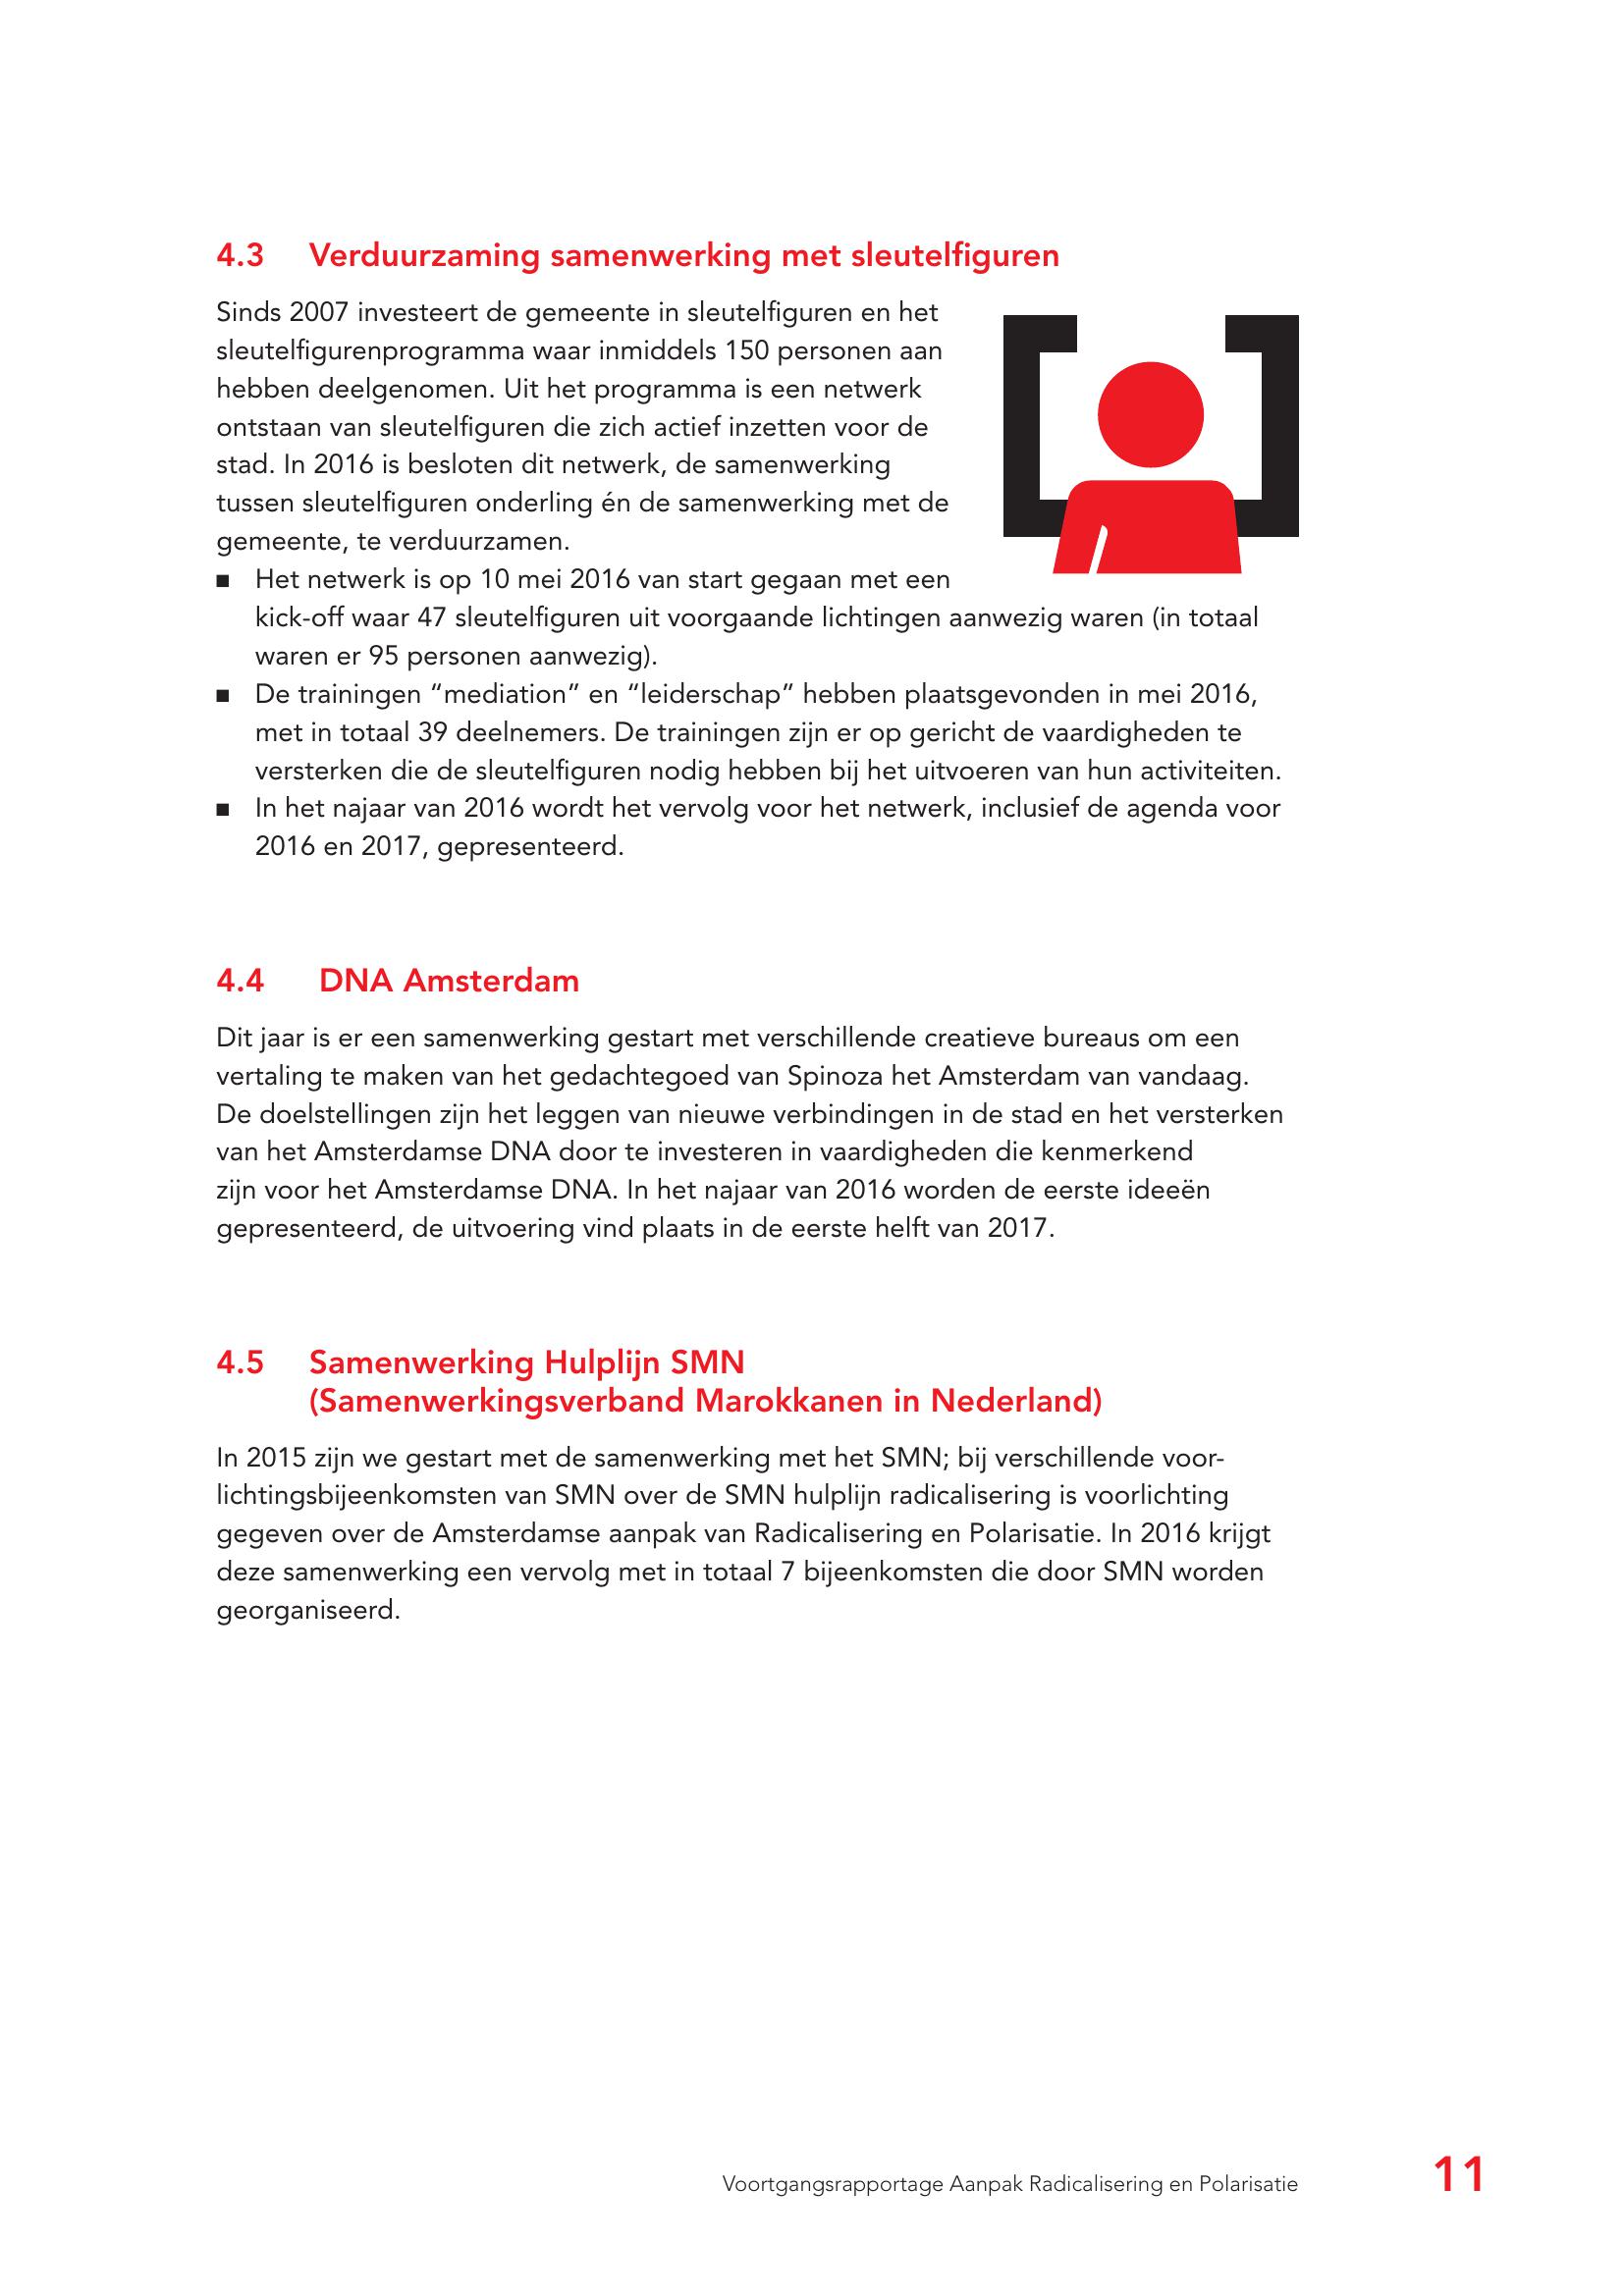 4.3 Verduurzaming samenwerking met sleutelfiguren
Sinds 2007 investeert de gemeente in sleutelfiguren en het
sleutelfigurenprogramma waar inmiddels 150 personen aan
hebben deelgenomen. Uit het programma is een netwerk
ontstaan van sleutelfiguren die zich actief inzetten voor de
stad. In 2016 is besloten dit netwerk, de samenwerking
tussen sleutelfiguren onderling én de samenwerking met de
gemeente, te verduurzamen.
■ Het netwerk is op 10 mei 2016 van start gegaan met een
kick-off waar 47 sleutelfiguren uit voorgaande lichtingen aanwezig waren (in totaal
waren er 95 personen aanwezig).
■ De trainingen “mediation” en “leiderschap” hebben plaatsgevonden in mei 2016,
met in totaal 39 deelnemers. De trainingen zijn er op gericht de vaardigheden te
versterken die de sleutelfiguren nodig hebben bij het uitvoeren van hun activiteiten.
■ In het najaar van 2016 wordt het vervolg voor het netwerk, inclusief de agenda voor
2016 en 2017, gepresenteerd.
4.4 DNA Amsterdam
Dit jaar is er een samenwerking gestart met verschillende creatieve bureaus om een
vertaling te maken van het gedachtegoed van Spinoza het Amsterdam van vandaag.
De doelstellingen zijn het leggen van nieuwe verbindingen in de stad en het versterken
van het Amsterdamse DNA door te investeren in vaardigheden die kenmerkend
zijn voor het Amsterdamse DNA. In het najaar van 2016 worden de eerste ideeën
gepresenteerd, de uitvoering vind plaats in de eerste helft van 2017.
4.5 Samenwerking Hulplijn SMN
(Samenwerkingsverband Marokkanen in Nederland)
In 2015 zijn we gestart met de samenwerking met het SMN; bij verschillende voor-
lichtingsbijeenkomsten van SMN over de SMN hulplijn radicalisering is voorlichting
gegeven over de Amsterdamse aanpak van Radicalisering en Polarisatie. In 2016 krijgt
deze samenwerking een vervolg met in totaal 7 bijeenkomsten die door SMN worden
georganiseerd.
Voortgangsrapportage Aanpak Radicalisering en Polarisatie 11